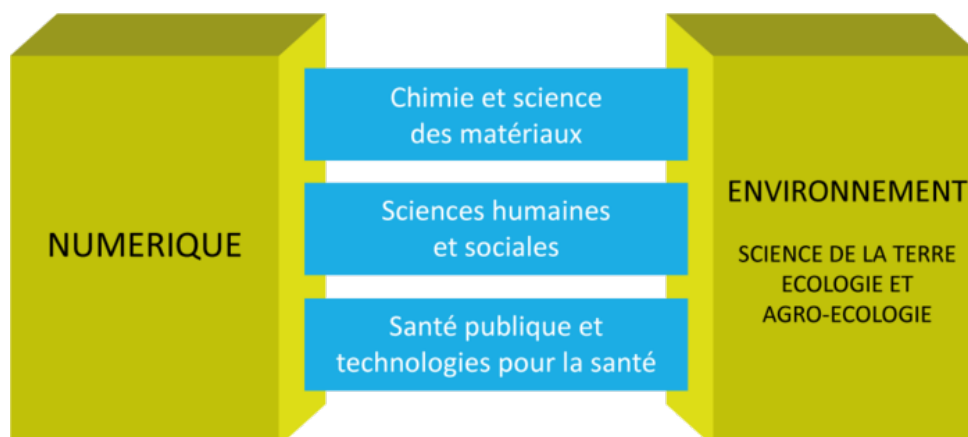 NUMERIQUE
Chimie et science
des matériaux
Sciences humaines
et sociales
Santé publique et
technologies pour la santé
ENVIRONNEMENT
SCIENCE DE LA TERRE
ECOLOGIE ET
AGRO-ECOLOGIE